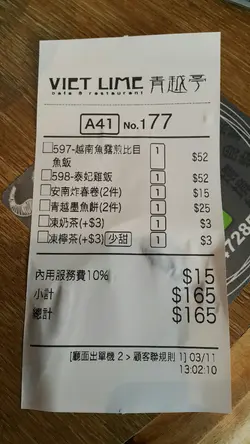 VIET LIME 青越亭
cafe & restaurant
A41 No.177
597-越南魚露煎比目 1 $52
魚飯
598-泰妃雞飯 1 $52
安南炸春卷(2件) 1 $15
青越墨魚餅(2件) 1 $25
凍奶茶(+$3) 1 $3
凍檸茶(+$3) 少甜 1 $3
內用服務費10% $15
小計 $165
總計 $165
[廳面出單機 2 > 顧客聯規則 1] 03/11
13:02:10
4728